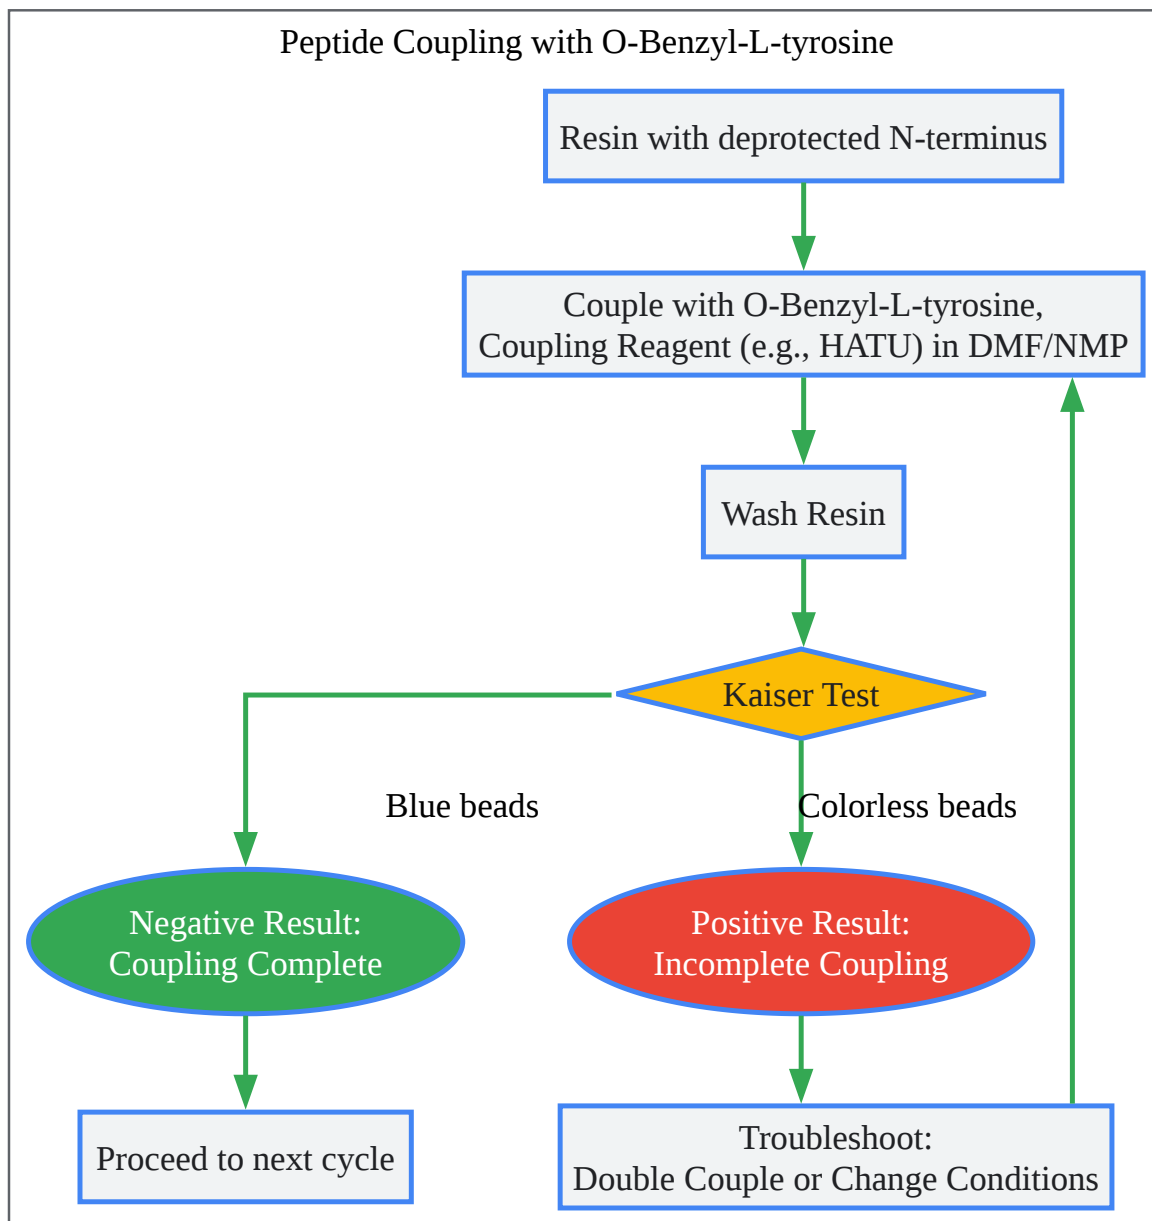 Peptide Coupling with O-Benzyl-L-tyrosine
Resin with deprotected N-terminus
Couple with O-Benzyl-L-tyrosine,
Coupling Reagent (e.g., HATU) in DMF/NMP
Wash Resin
Kaiser Test
Blue beads
Colorless beads
Negative Result:
Coupling Complete
Positive Result:
Incomplete Coupling
Proceed to next cycle
Troubleshoot:
Double Couple or Change Conditions